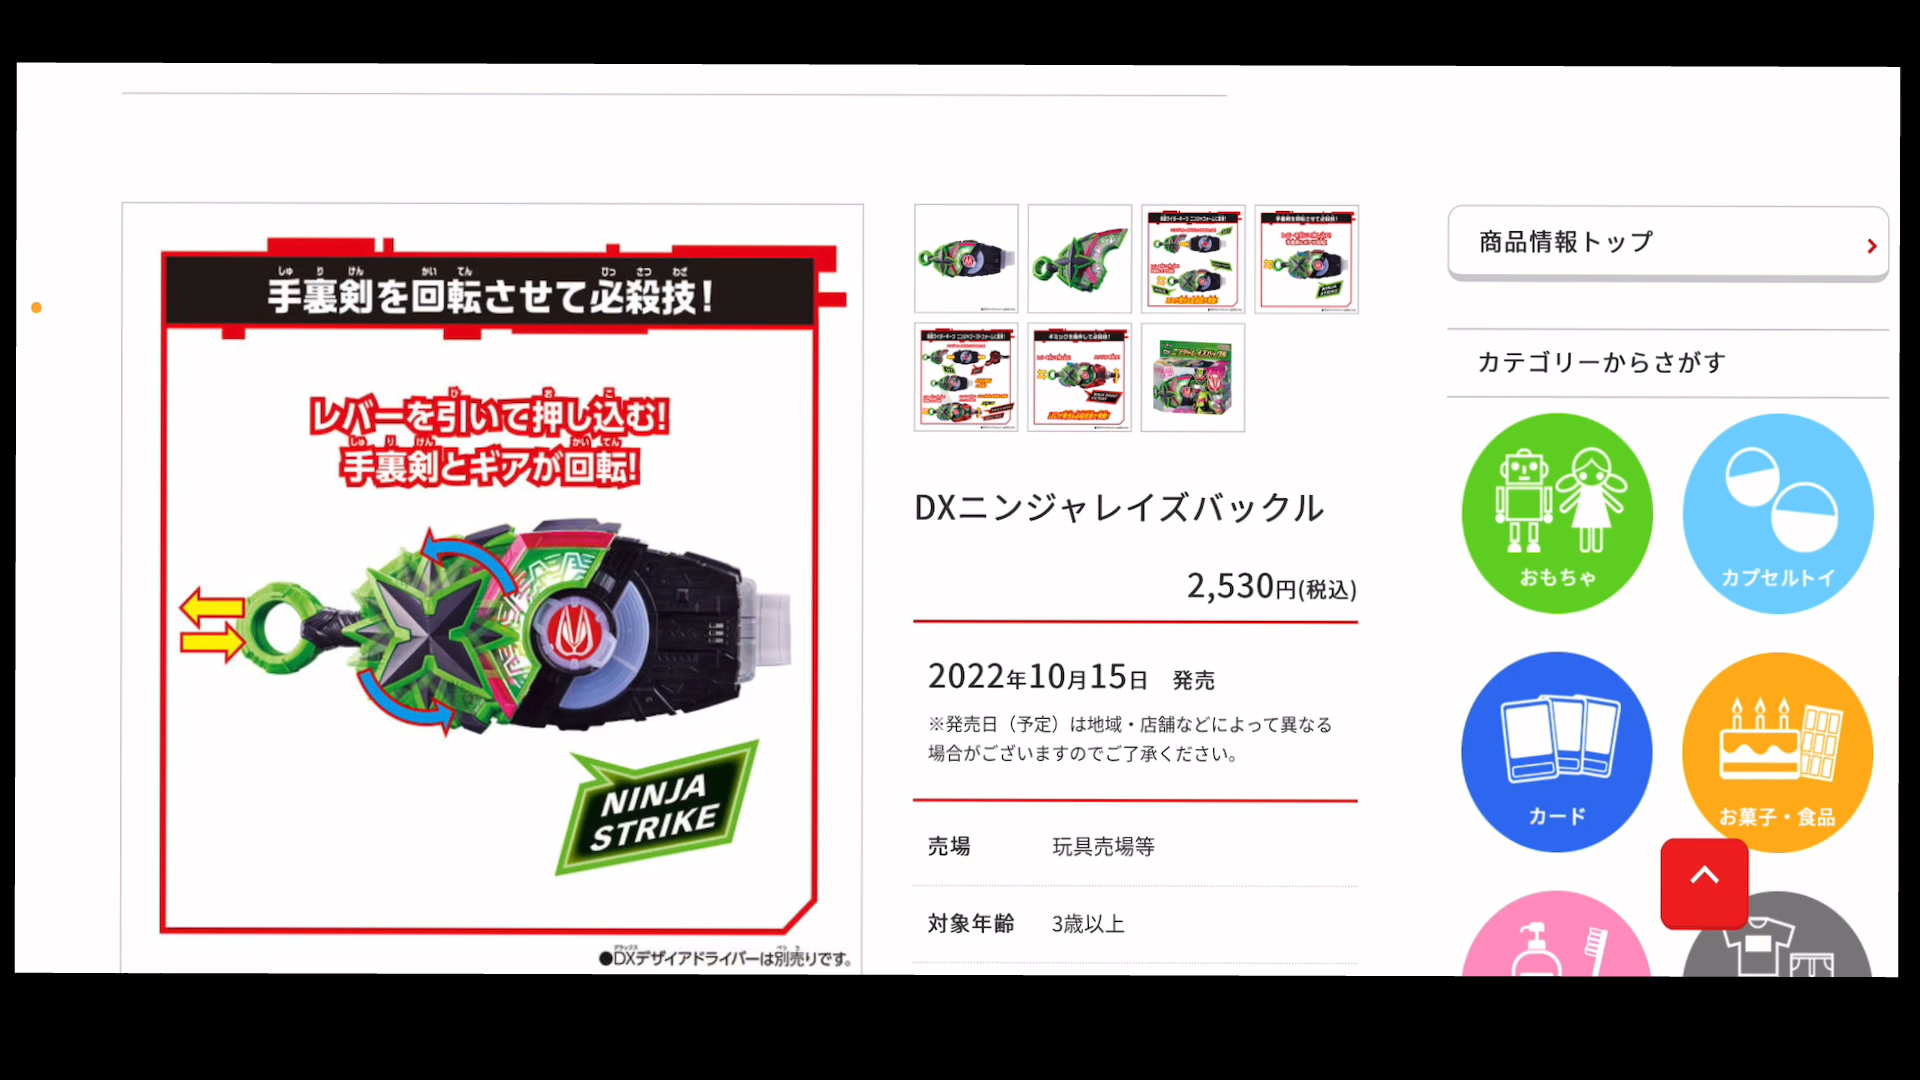 手裏剣を回転させて必殺技!
レバーを引いて押し込む!
手裏剣とギアが回転!
NINJA
STRIKE
●DXデザイアドライバーは別売りです。
DXニンジャレイズバックル
2,530円(税込)
2022年10月15日 発売
※発売日（予定）は地域・店舗などによって異なる
場合がございますのでご了承ください。
売場 玩具売場等
対象年齢 3歳以上
商品情報トップ
カテゴリーからさがす
おもちゃ
カプセルトイ
カード
お菓子・食品